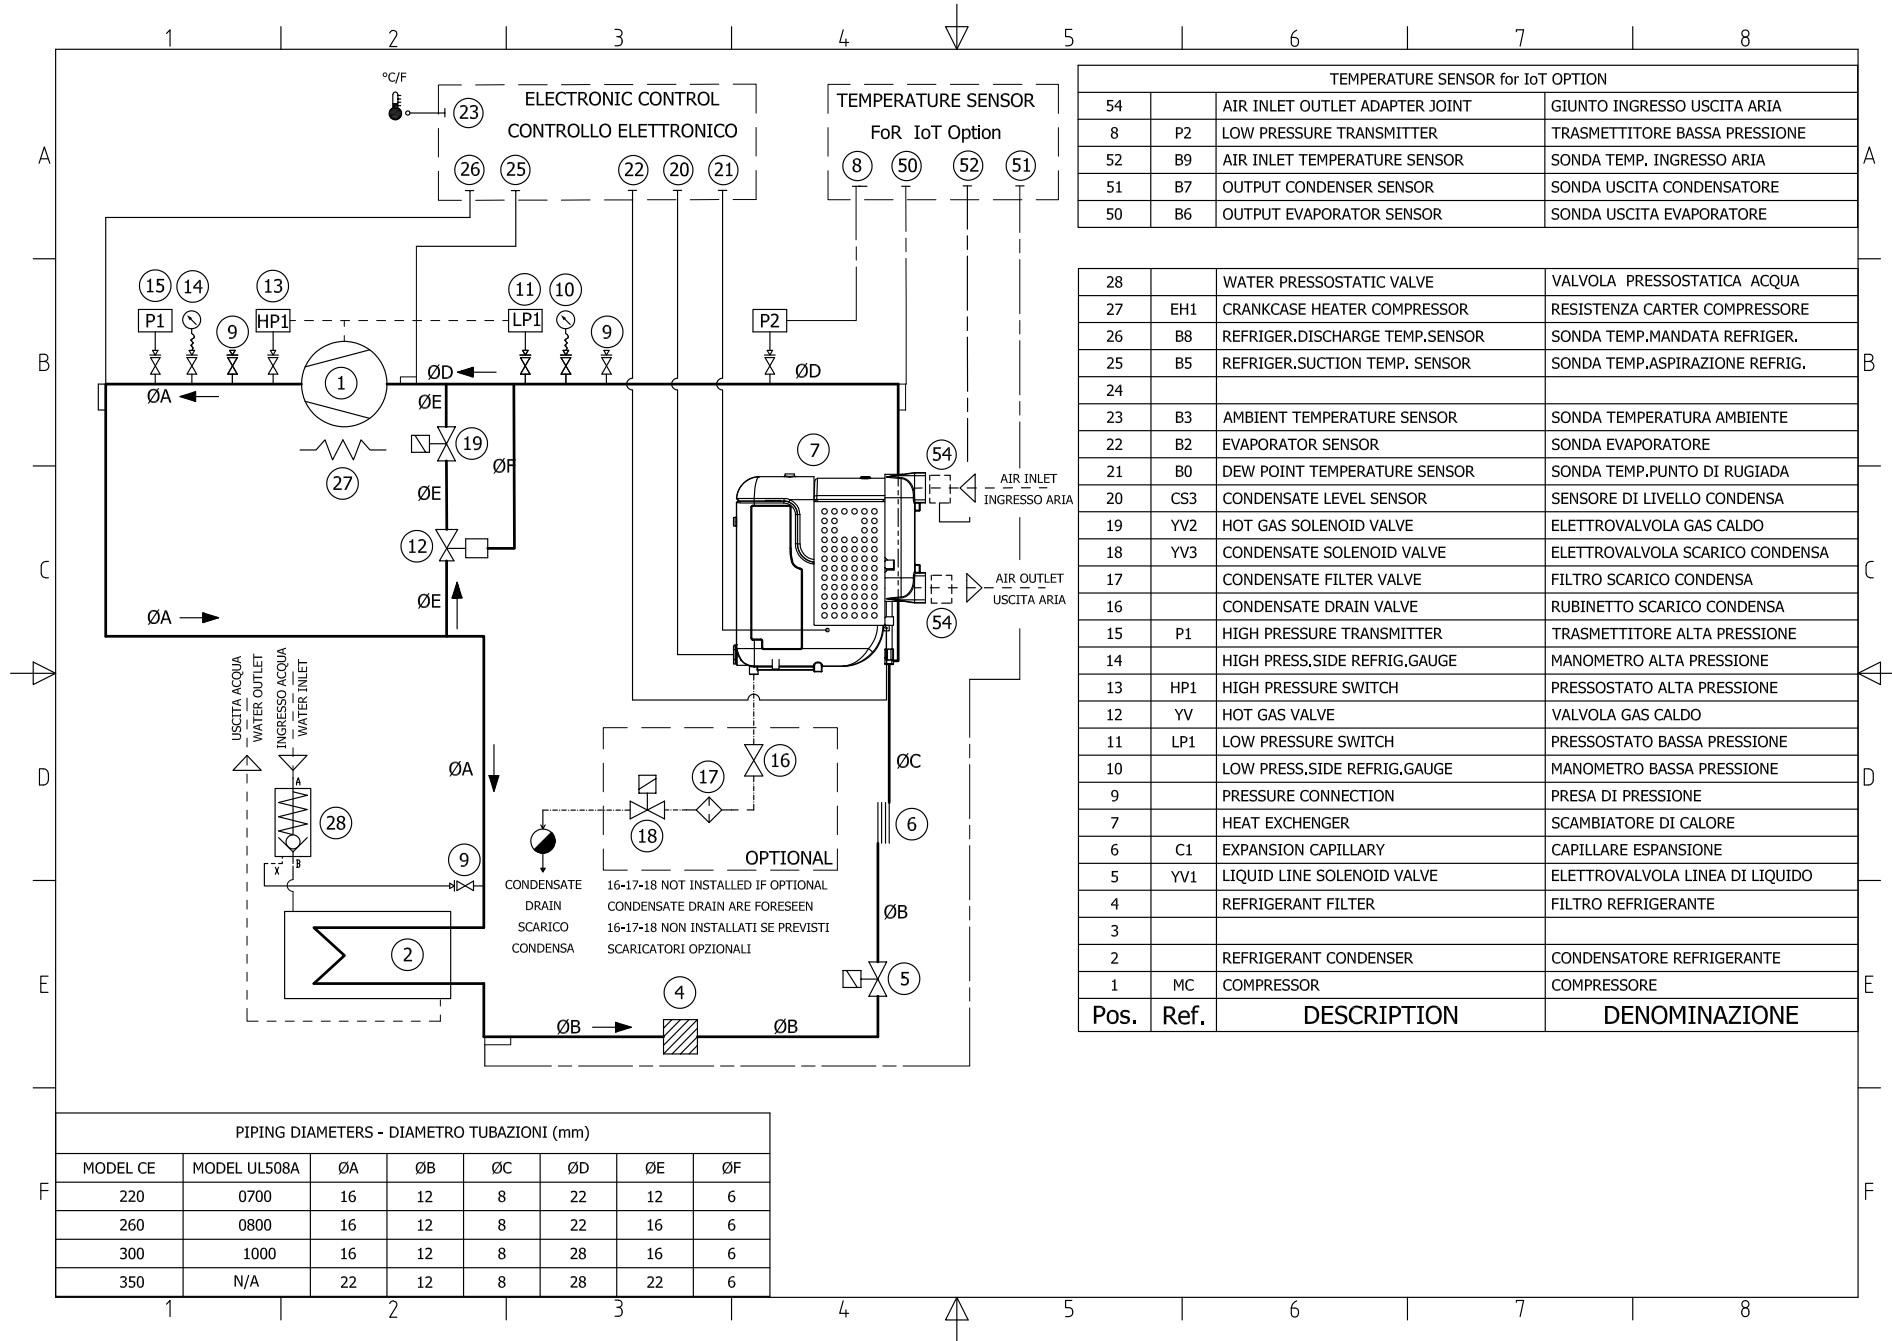 1 2 3 4 5 6 7 8
A
B
C
D
E
F
A
B
C
D
E
F
1 2 3 4 5 6 7 8
°C/F
23
ELECTRONIC CONTROL
CONTROLLO ELETTRONICO
26 25 22 20 21
TEMPERATURE SENSOR
FoR IoT Option
8 50 52 51
15 14 13 11 10
P1 9 HP1 LP1 9 P2
1
ØD
ØD
ØA
ØE
19
27
ØF
ØE
12
ØE
ØA
7
54
AIR INLET
INGRESSO ARIA
AIR OUTLET
USCITA ARIA
54
USCITA ACQUA
WATER OUTLET
INGRESSO ACQUA
WATER INLET
A
28
X
B
ØA
9
2
16
17
18
OPTIONAL
CONDENSATE
DRAIN
SCARICO
CONDENSA
16-17-18 NOT INSTALLED IF OPTIONAL
CONDENSATE DRAIN ARE FORESEEN
16-17-18 NON INSTALLATI SE PREVISTI
SCARICATORI OPZIONALI
ØC
6
ØB
5
4
ØB
ØB
TEMPERATURE SENSOR for IoT OPTION
54 AIR INLET OUTLET ADAPTER JOINT GIUNTO INGRESSO USCITA ARIA
8 P2 LOW PRESSURE TRANSMITTER TRASMETTITORE BASSA PRESSIONE
52 B9 AIR INLET TEMPERATURE SENSOR SONDA TEMP. INGRESSO ARIA
51 B7 OUTPUT CONDENSER SENSOR SONDA USCITA CONDENSATORE
50 B6 OUTPUT EVAPORATOR SENSOR SONDA USCITA EVAPORATORE
28 WATER PRESSOSTATIC VALVE VALVOLA PRESSOSTATICA ACQUA
27 EH1 CRANKCASE HEATER COMPRESSOR RESISTENZA CARTER COMPRESSORE
26 B8 REFRIGER.DISCHARGE TEMP.SENSOR SONDA TEMP.MANDATA REFRIGER.
25 B5 REFRIGER.SUCTION TEMP. SENSOR SONDA TEMP.ASPIRAZIONE REFRIG.
24
23 B3 AMBIENT TEMPERATURE SENSOR SONDA TEMPERATURA AMBIENTE
22 B2 EVAPORATOR SENSOR SONDA EVAPORATORE
21 B0 DEW POINT TEMPERATURE SENSOR SONDA TEMP.PUNTO DI RUGIADA
20 CS3 CONDENSATE LEVEL SENSOR SENSORE DI LIVELLO CONDENSA
19 YV2 HOT GAS SOLENOID VALVE ELETTROVALVOLA GAS CALDO
18 YV3 CONDENSATE SOLENOID VALVE ELETTROVALVOLA SCARICO CONDENSA
17 CONDENSATE FILTER VALVE FILTRO SCARICO CONDENSA
16 CONDENSATE DRAIN VALVE RUBINETTO SCARICO CONDENSA
15 P1 HIGH PRESSURE TRANSMITTER TRASMETTITORE ALTA PRESSIONE
14 HIGH PRESS.SIDE REFRIG.GAUGE MANOMETRO ALTA PRESSIONE
13 HP1 HIGH PRESSURE SWITCH PRESSOSTATO ALTA PRESSIONE
12 YV HOT GAS VALVE VALVOLA GAS CALDO
11 LP1 LOW PRESSURE SWITCH PRESSOSTATO BASSA PRESSIONE
10 LOW PRESS.SIDE REFRIG.GAUGE MANOMETRO BASSA PRESSIONE
9 PRESSURE CONNECTION PRESA DI PRESSIONE
7 HEAT EXCHENGER SCAMBIATORE DI CALORE
6 C1 EXPANSION CAPILLARY CAPILLARE ESPANSIONE
5 YV1 LIQUID LINE SOLENOID VALVE ELETTROVALVOLA LINEA DI LIQUIDO
4 REFRIGERANT FILTER FILTRO REFRIGERANTE
3
2 REFRIGERANT CONDENSER CONDENSATORE REFRIGERANTE
1 MC COMPRESSOR COMPRESSORE
Pos. Ref. DESCRIPTION DENOMINAZIONE
PIPING DIAMETERS - DIAMETRO TUBAZIONI (mm)
MODEL CE MODEL UL508A ØA ØB ØC ØD ØE ØF
220 0700 16 12 8 22 12 6
260 0800 16 12 8 22 16 6
300 1000 16 12 8 28 16 6
350 N/A 22 12 8 28 22 6